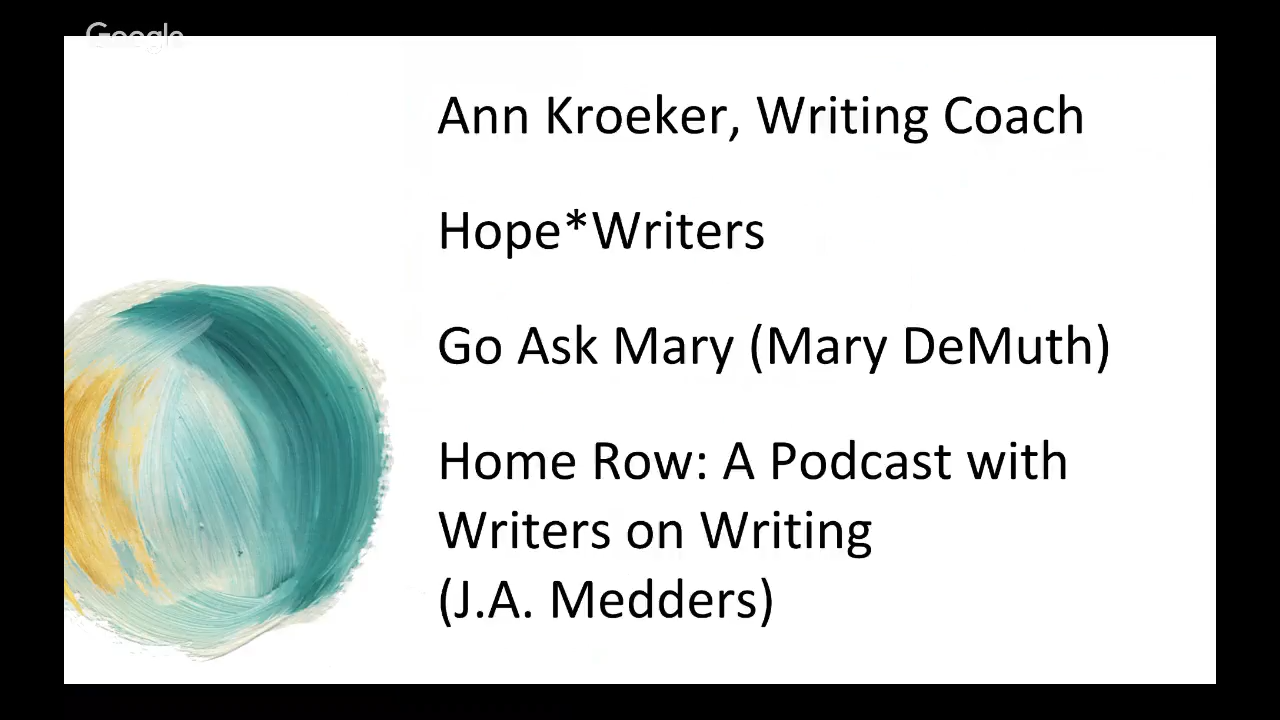 Google
Ann Kroeker, Writing Coach
Hope*Writers
Go Ask Mary (Mary DeMuth)
Home Row: A Podcast with
Writers on Writing
(J.A. Medders)